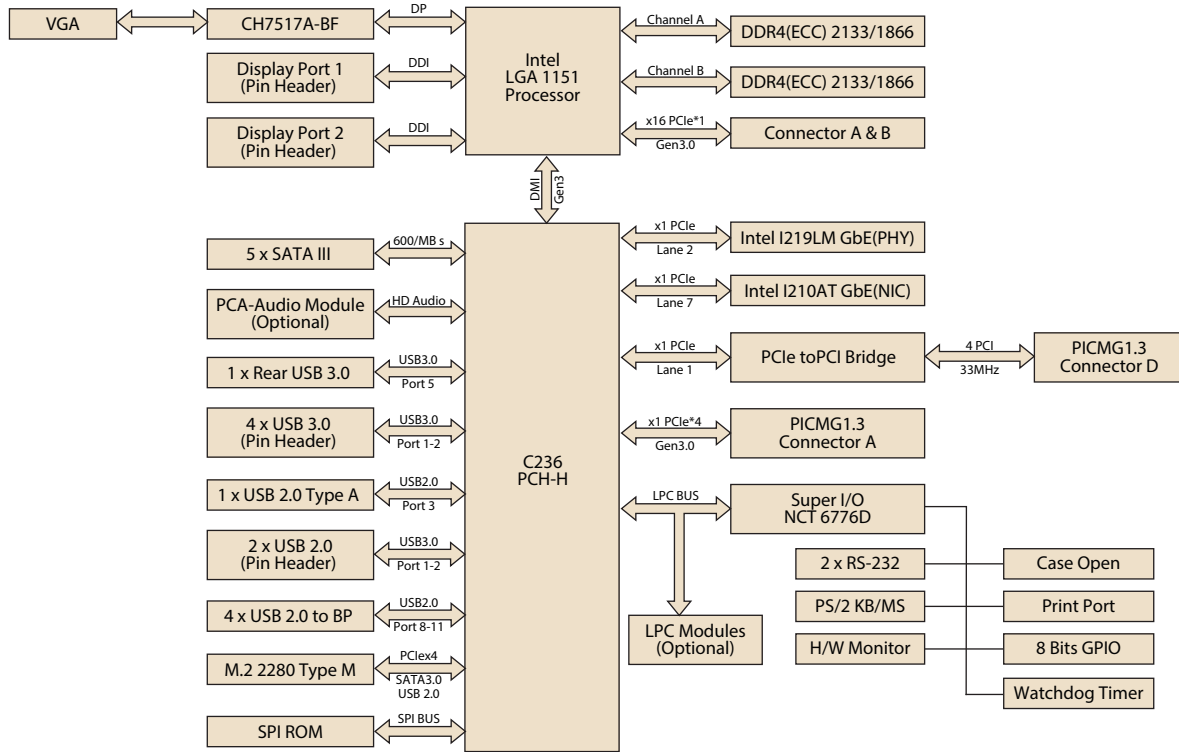 VGA
CH7517A-BF
DP
Display Port 1
(Pin Header)
DDI
Display Port 2
(Pin Header)
DDI
Intel
LGA 1151
Processor
Channel A
DDR4(ECC) 2133/1866
Channel B
DDR4(ECC) 2133/1866
x16 PCIe*1
Gen3.0
Connector A & B
DMI
Gen3
5 x SATA III
600/MB s
PCA-Audio Module
(Optional)
HD Audio
1 x Rear USB 3.0
USB3.0
Port 5
4 x USB 3.0
(Pin Header)
USB3.0
Port 1-2
1 x USB 2.0 Type A
USB2.0
Port 3
2 x USB 2.0
(Pin Header)
USB3.0
Port 1-2
4 x USB 2.0 to BP
USB2.0
Port 8-11
M.2 2280 Type M
PCIex4
SATA3.0
USB 2.0
SPI ROM
SPI BUS
C236
PCH-H
x1 PCIe
Lane 2
Intel I219LM GbE(PHY)
x1 PCIe
Lane 7
Intel I210AT GbE(NIC)
x1 PCIe
Lane 1
PCIe toPCI Bridge
4 PCI
33MHz
PICMG1.3
Connector D
x1 PCIe*4
Gen3.0
PICMG1.3
Connector A
LPC BUS
Super I/O
NCT 6776D
LPC Modules
(Optional)
2 x RS-232
Case Open
PS/2 KB/MS
Print Port
H/W Monitor
8 Bits GPIO
Watchdog Timer